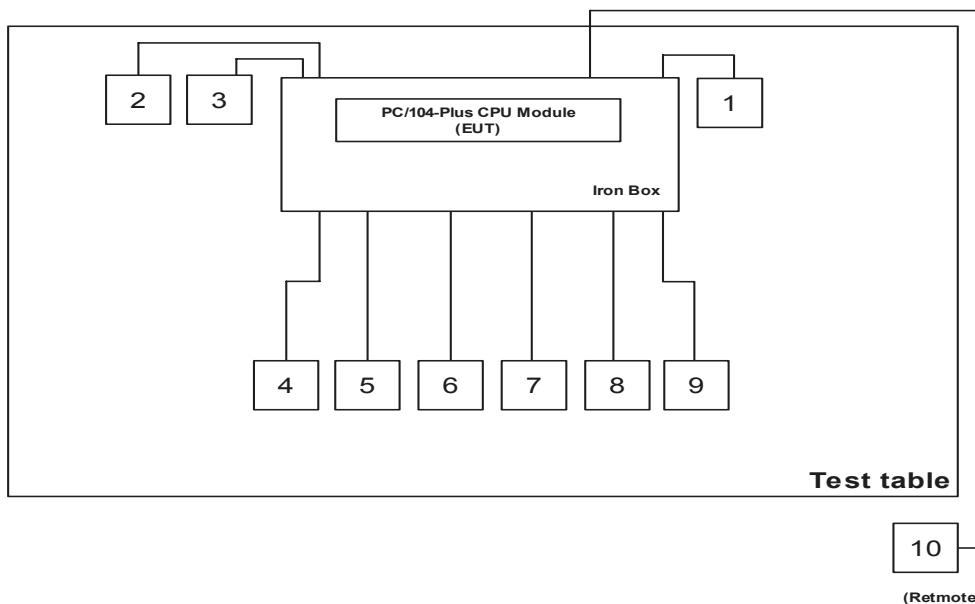 2
3
1
PC/104-Plus CPU Module
(EUT)
Iron Box
4
5
6
7
8
9
Test table
10
(Retmote